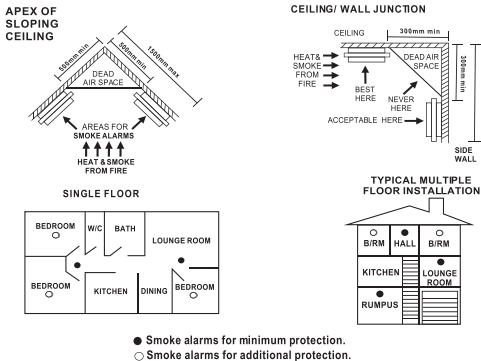 APEX OF
SLOPING
CEILING
500mm min
500mm min
1500mm max
DEAD
AIR SPACE
AREAS FOR
SMOKE ALARMS
HEAT & SMOKE
FROM FIRE
CEILING/ WALL JUNCTION
CEILING
300mm min
HEAT&
SMOKE
FROM
FIRE
DEAD AIR
SPACE
300mm min
BEST
HERE
NEVER
HERE
ACCEPTABLE HERE
SIDE
WALL
SINGLE FLOOR
BEDROOM
W/C
BATH
LOUNGE ROOM
BEDROOM
KITCHEN
DINING
BEDROOM
TYPICAL MULTIPLE
FLOOR INSTALLATION
B/RM
HALL
B/RM
KITCHEN
LOUNGE
ROOM
RUMPUS
Smoke alarms for minimum protection.
Smoke alarms for additional protection.